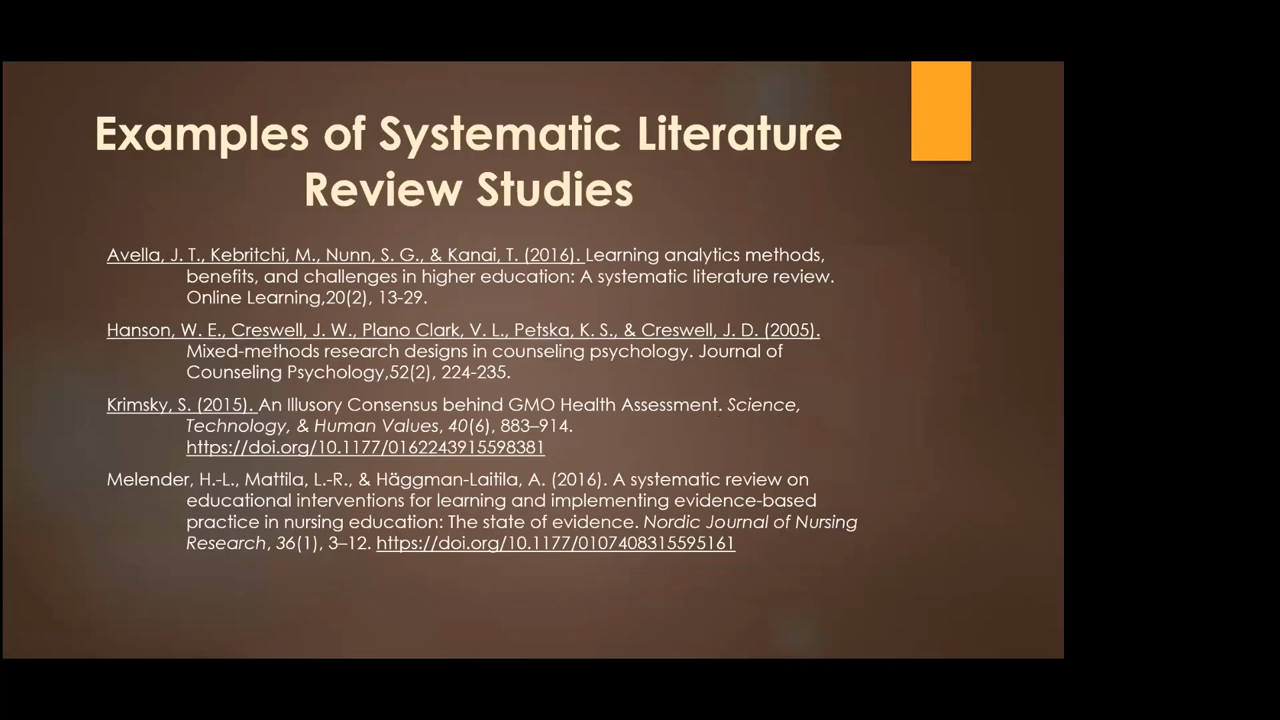 Examples of Systematic Literature
Review Studies
Avella, J. T., Kebritchi, M., Nunn, S. G., & Kanai, T. (2016). Learning analytics methods,
benefits, and challenges in higher education: A systematic literature review.
Online Learning,20(2), 13-29.
Hanson, W. E., Creswell, J. W., Plano Clark, V. L., Petska, K. S., & Creswell, J. D. (2005).
Mixed-methods research designs in counseling psychology. Journal of
Counseling Psychology,52(2), 224-235.
Krimsky, S. (2015). An Illusory Consensus behind GMO Health Assessment. Science,
Technology, & Human Values, 40(6), 883–914.
https://doi.org/10.1177/0162243915598381
Melender, H.-L., Mattila, L.-R., & Häggman-Laitila, A. (2016). A systematic review on
educational interventions for learning and implementing evidence-based
practice in nursing education: The state of evidence. Nordic Journal of Nursing
Research, 36(1), 3–12. https://doi.org/10.1177/0107408315595161